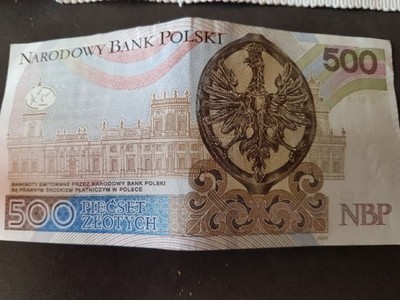 NARODOWY BANK POLSKI
500
BANKNOTY EMITOWANE PRZEZ NARODOWY BANK POLSKI
SĄ PRAWNYM ŚRODKIEM PŁATNICZYM W POLSCE
500 PIĘĆSET
ZŁOTYCH
NBP